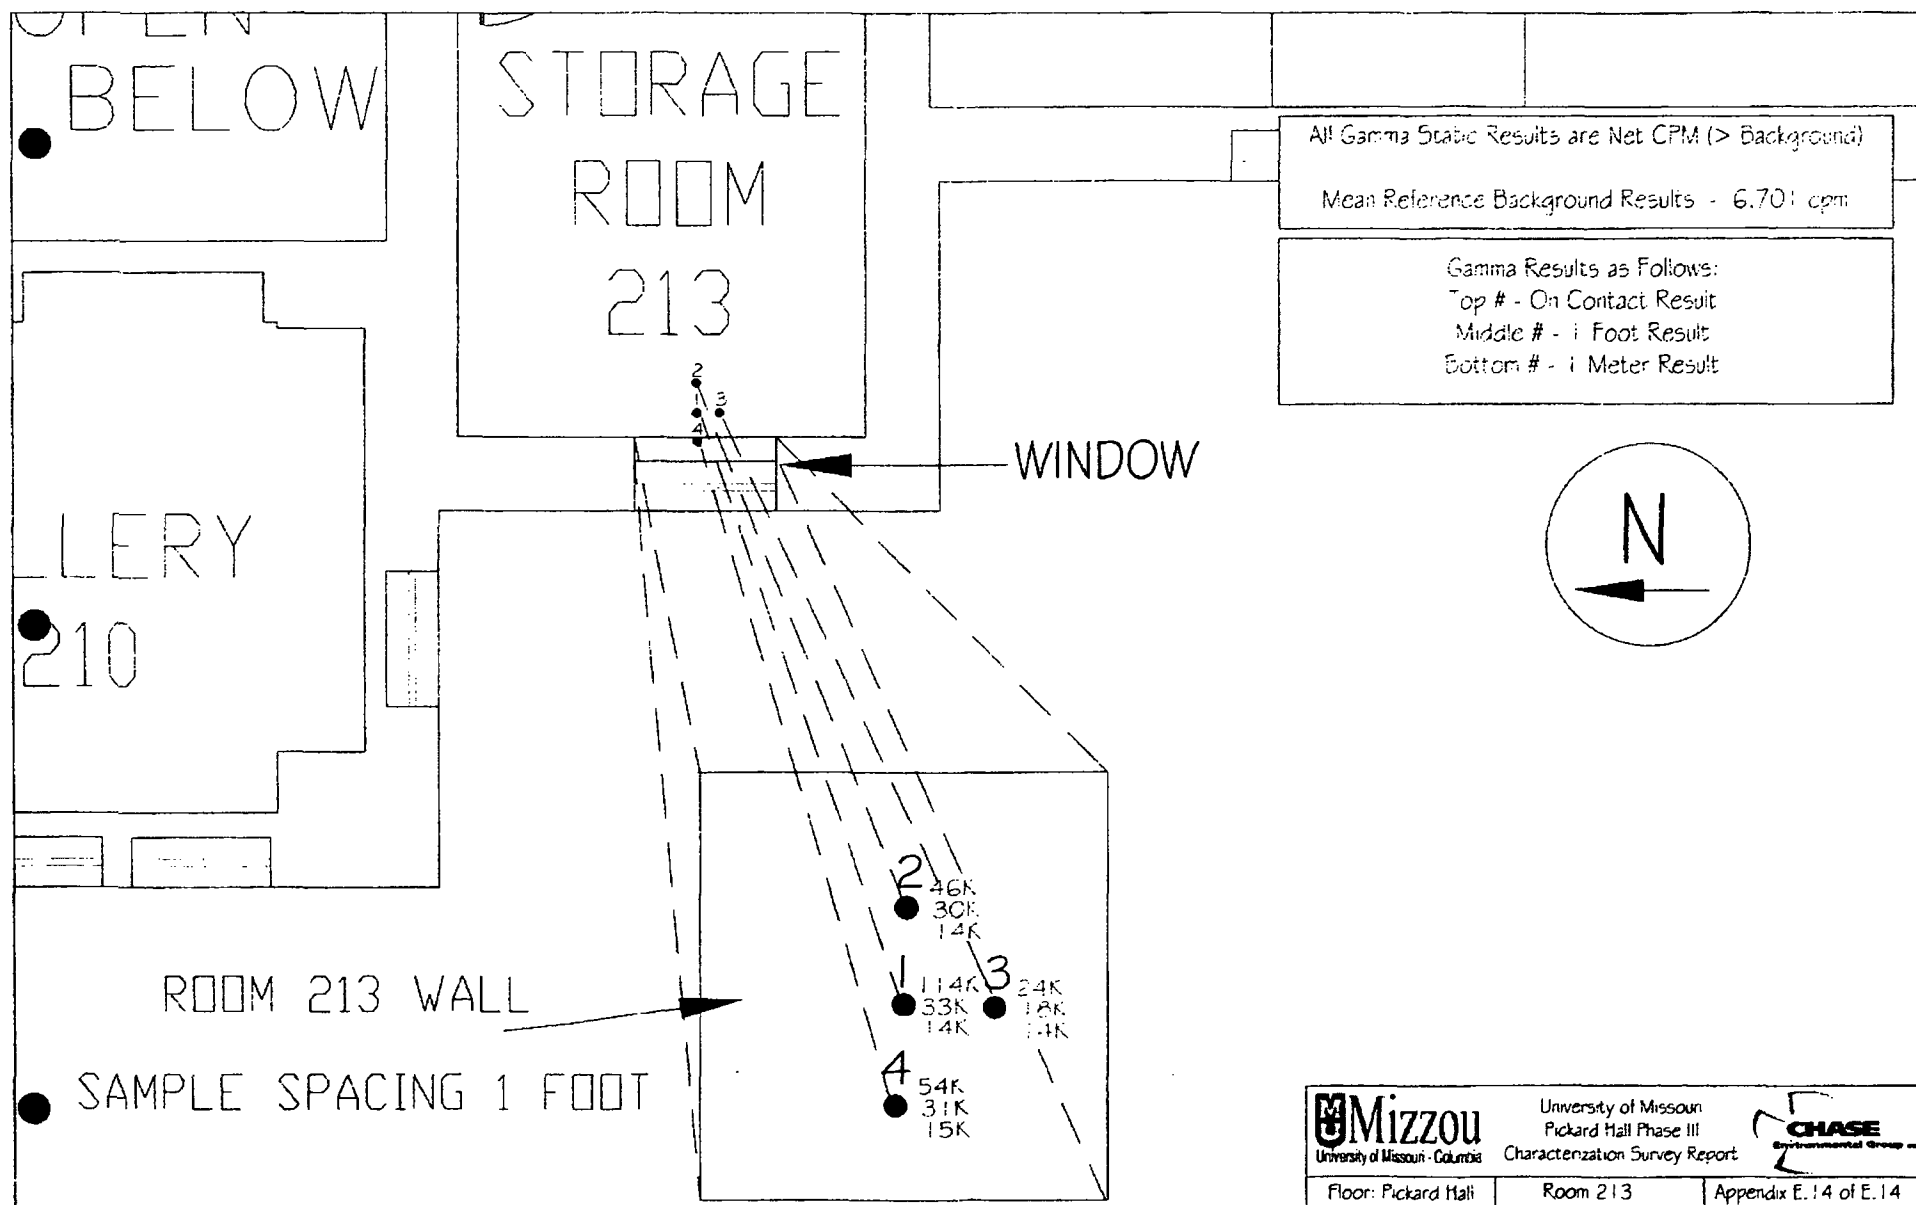 OPEN
BELOW
STORAGE
ROOM
213
2
1 3
4
WINDOW
All Gamma Static Results are Net CPM (> Background)
Mean Reference Background Results - 6.701 cpm
Gamma Results as Follows:
Top # - On Contact Result
Middle # - 1 Foot Result
Bottom # - 1 Meter Result
N
LLERY
210
2
46K
30K
14K
1
114K
33K
14K
3
24K
18K
14K
4
54K
31K
15K
ROOM 213 WALL
SAMPLE SPACING 1 FOOT
MU
Mizzou
University of Missouri - Columbia
University of Missouri
Pickard Hall Phase III
Characterization Survey Report
CHASE
Environmental Group
Floor: Pickard Hall
Room 213
Appendix E.14 of E.14